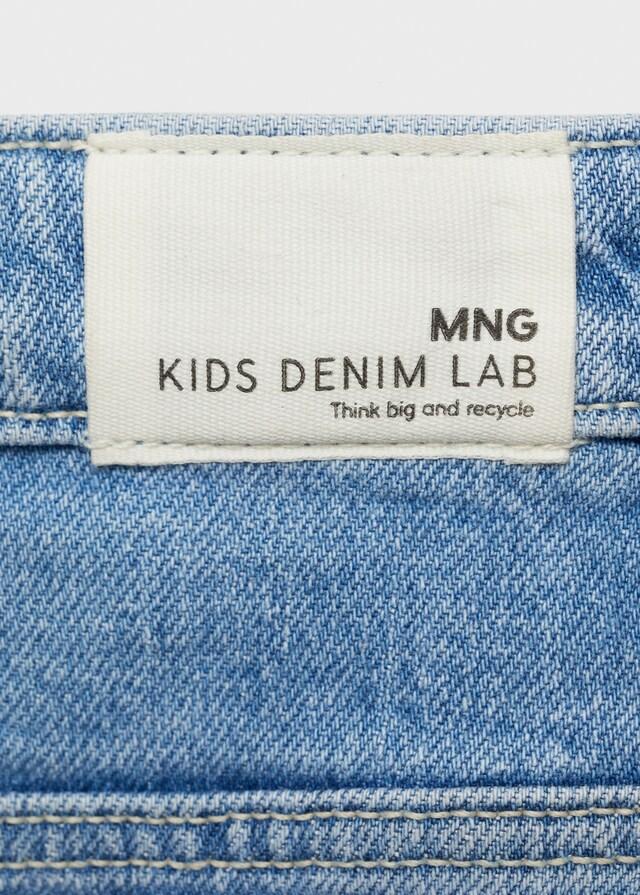 MNG
KIDS DENIM LAB
Think big and recycle